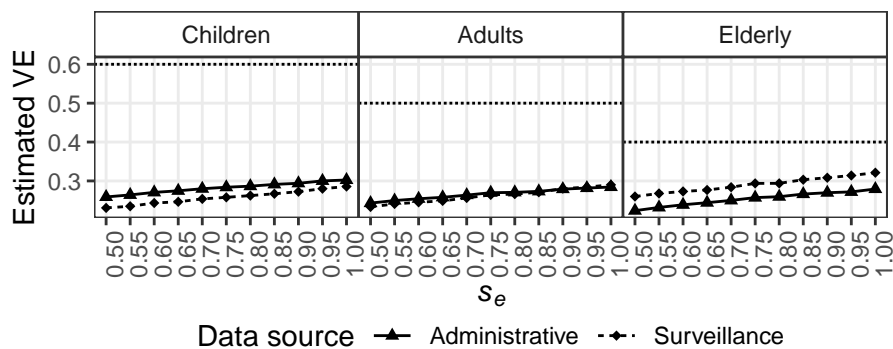 Children Adults Elderly
Estimated VE
0.6
0.5
0.4
0.3
0.50 0.55 0.60 0.65 0.70 0.75 0.80 0.85 0.90 0.95 1.00 0.50 0.55 0.60 0.65 0.70 0.75 0.80 0.85 0.90 0.95 1.00 0.50 0.55 0.60 0.65 0.70 0.75 0.80 0.85 0.90 0.95 1.00
s_e
Data source Administrative Surveillance